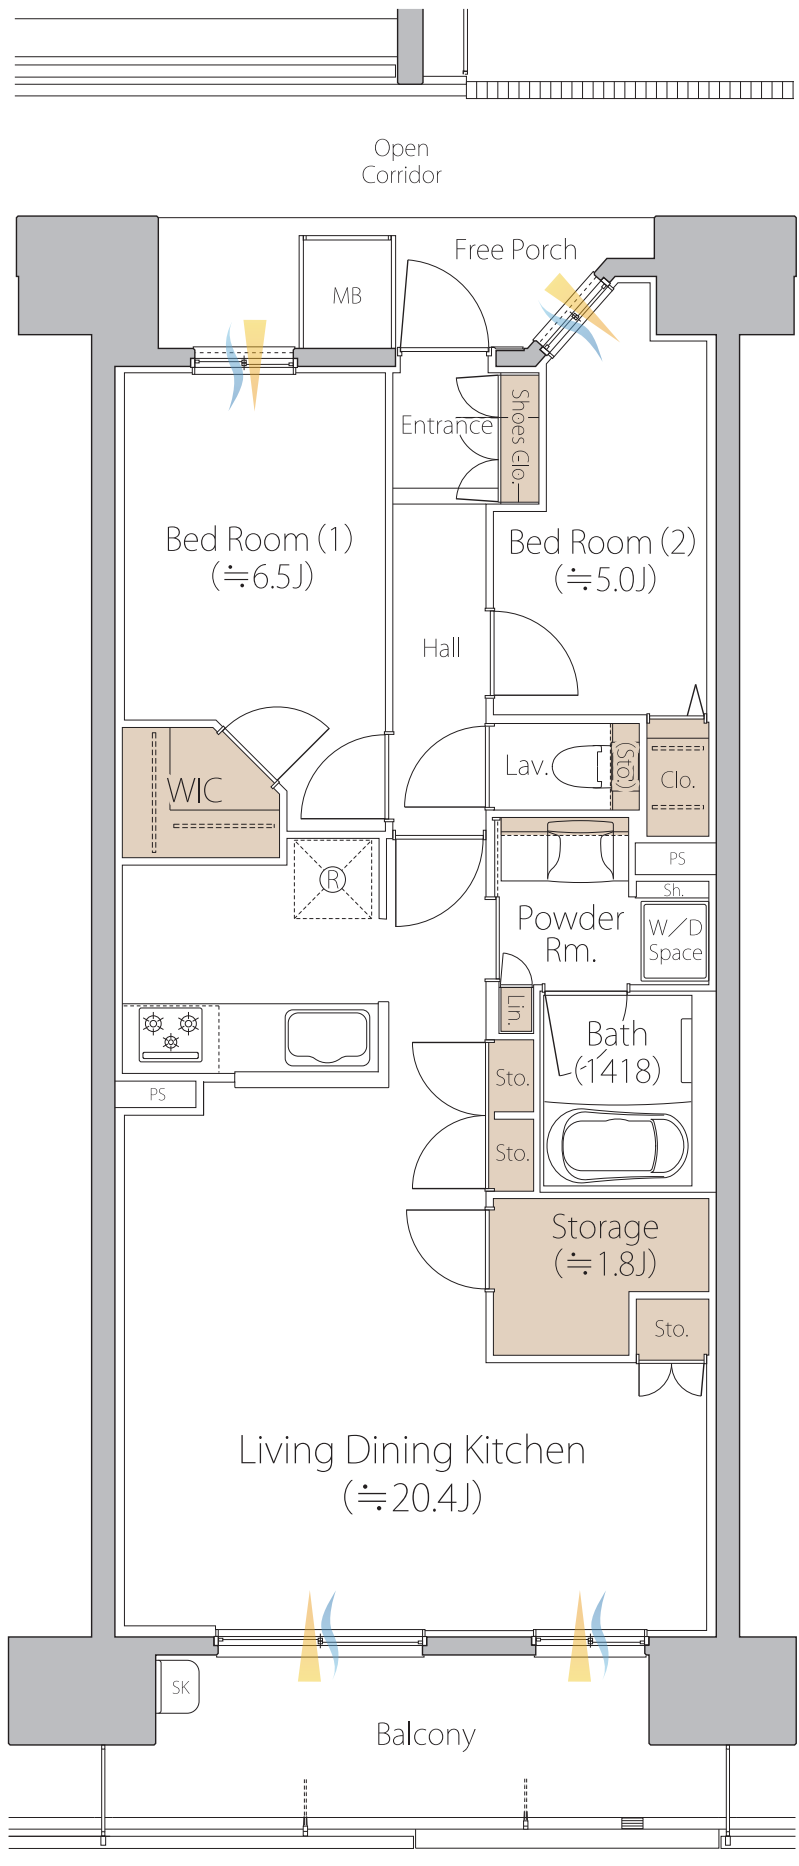 Open
Corridor
Free Porch
MB
Entrance
Shoes Clo.
Bed Room (1)
(≒6.5J)
Bed Room (2)
(≒5.0J)
Hall
Lav.
(Sto.)
Clo.
WIC
PS
R
Sh.
Powder
Rm.
W/D
Space
Lin.
Bath
(1418)
Sto.
PS
Sto.
Storage
(≒1.8J)
Sto.
Living Dining Kitchen
(≒20.4J)
SK
Balcony